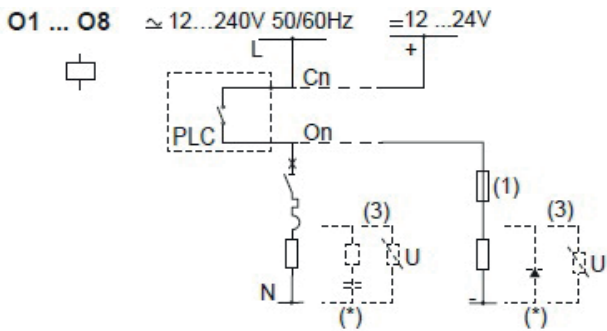 O1 ... O8 ≃ 12...240V 50/60Hz =12 ...24V
L +
Cn
PLC On
(1)
(3) (3)
U U
N -
(*) (*)